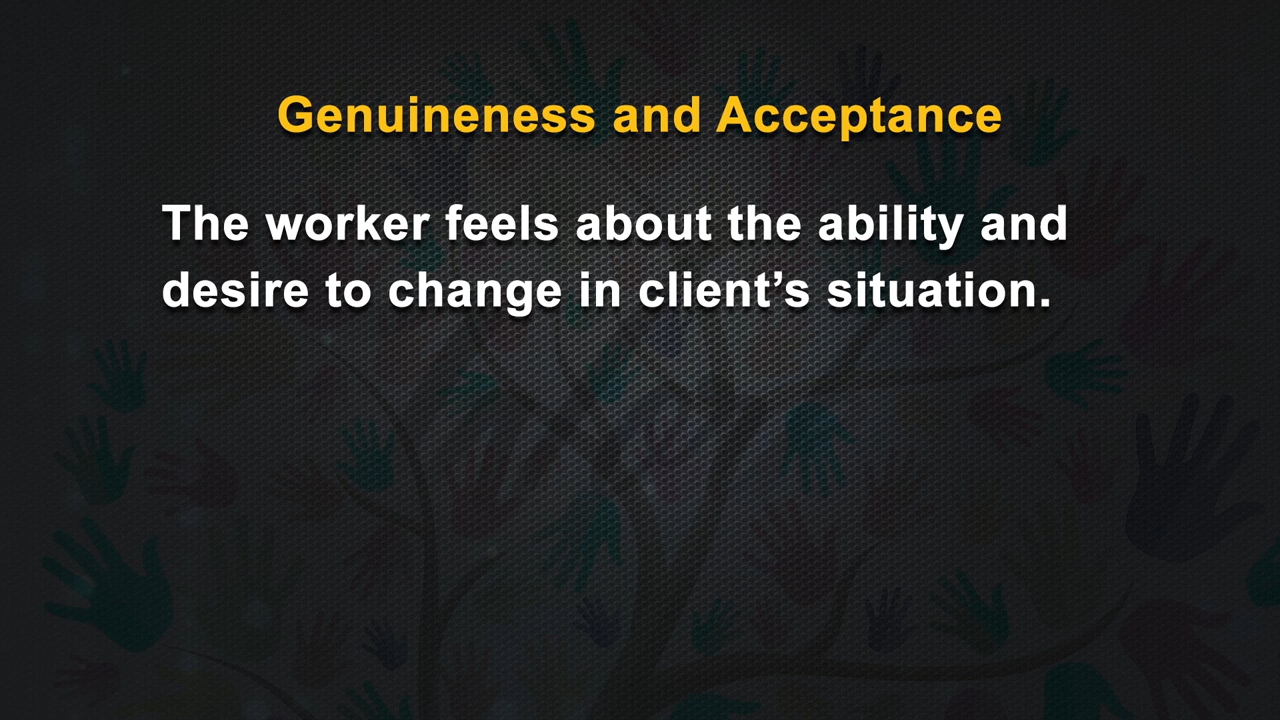 Genuineness and Acceptance
The worker feels about the ability and
desire to change in client’s situation.